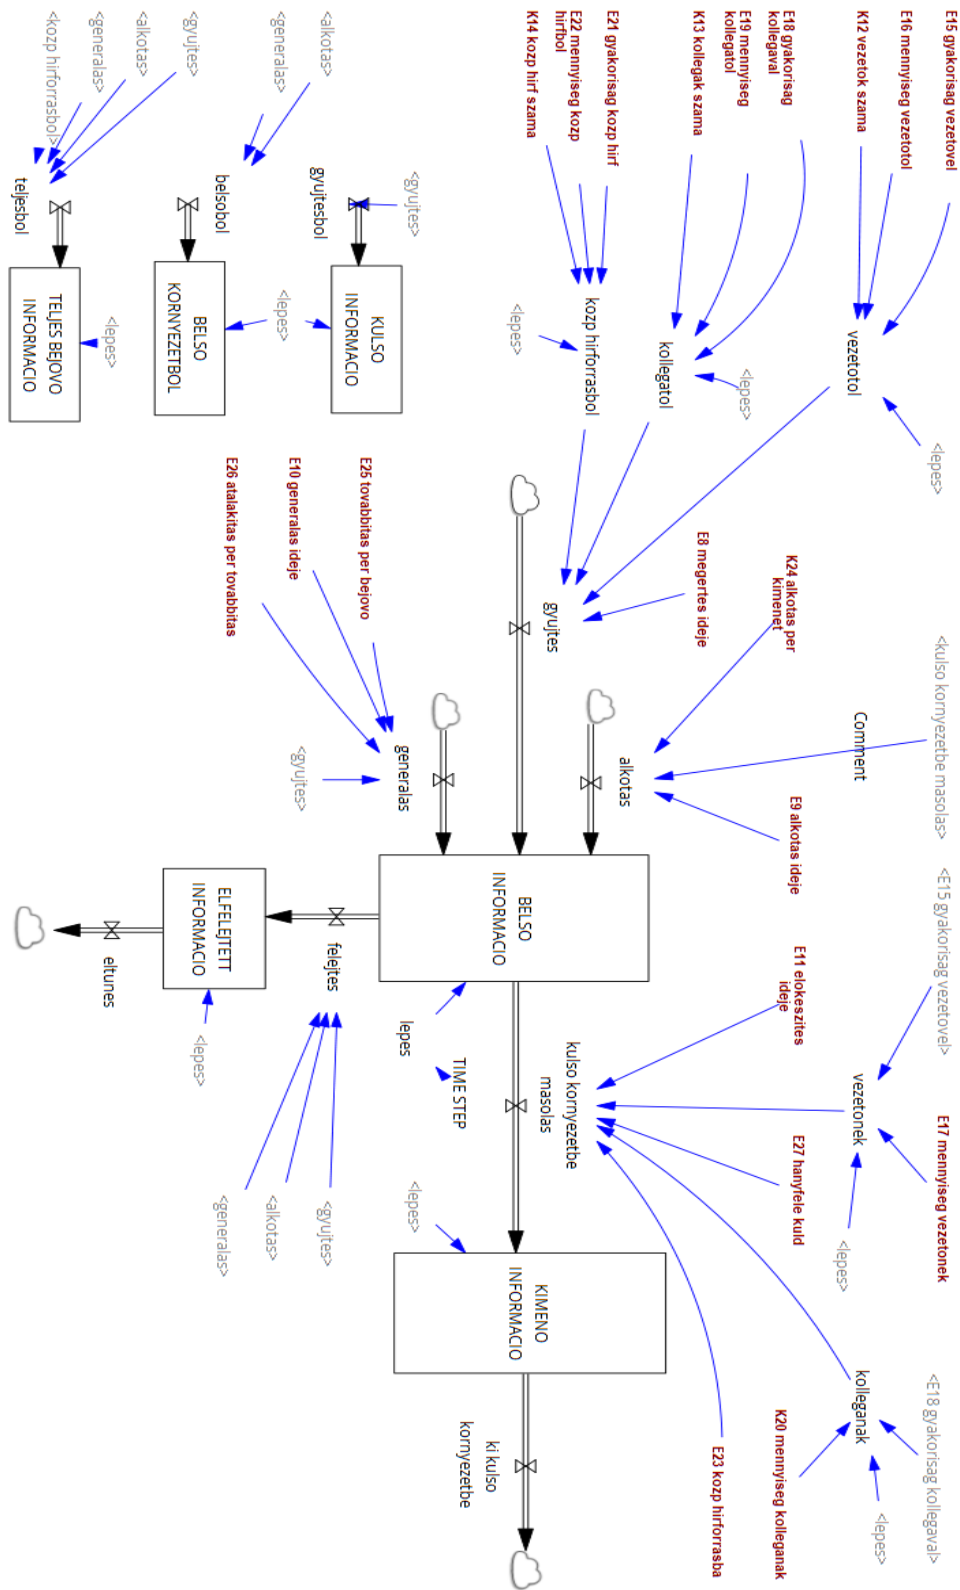 E15 gyakorisag vezetovel
E16 mennyiseg vezetotol
K12 vezetok szama
E18 gyakorisag
kollegaval
E19 mennyiseg
kollegatol
K13 kollegak szama
E21 gyakorisag kozp hirf
E22 mennyiseg kozp
hirfbol
K14 kozp hirf szama
<alkotas>
<generalas>
<gyujtes>
<alkotas>
<generalas>
<kozp hirforrasbol>
vezetotol
<lepes>
kollegatol
<lepes>
kozp hirforrasbol
<lepes>
<gyujtes>
gyujtesbol
KULSO
INFORMACIO
<lepes>
belsobol
BELSO
KORNYEZETBOL
teljesbol
TELJES BEJOVO
INFORMACIO
<lepes>
<kulso kornyezetbe masolas>
Comment
K24 alkotas per
kimenet
E8 megertes ideje
gyujtes
E9 alkotas ideje
alkotas
E25 tovabbitas per bejovo
E10 generalas ideje
E26 atalakitas per tovabbitas
generalas
<gyujtes>
<E15 gyakorisag vezetovel>
E17 mennyiseg vezetonek
vezetonek
<lepes>
E11 elokeszites
ideje
E27 hanyfele kuld
kulso kornyezetbe
masolas
BELSO
INFORMACIO
lepes
TIME STEP
felejtes
ELFELEJTETT
INFORMACIO
eltunes
<lepes>
<gyujtes>
<alkotas>
<generalas>
<E18 gyakorisag kolleg​aval>
kolleganak
<lepes>
K20 mennyiseg kolleganak
E23 kozp hirforrasba
<lepes>
KIMENO
INFORMACIO
ki kulso
kornyezetbe